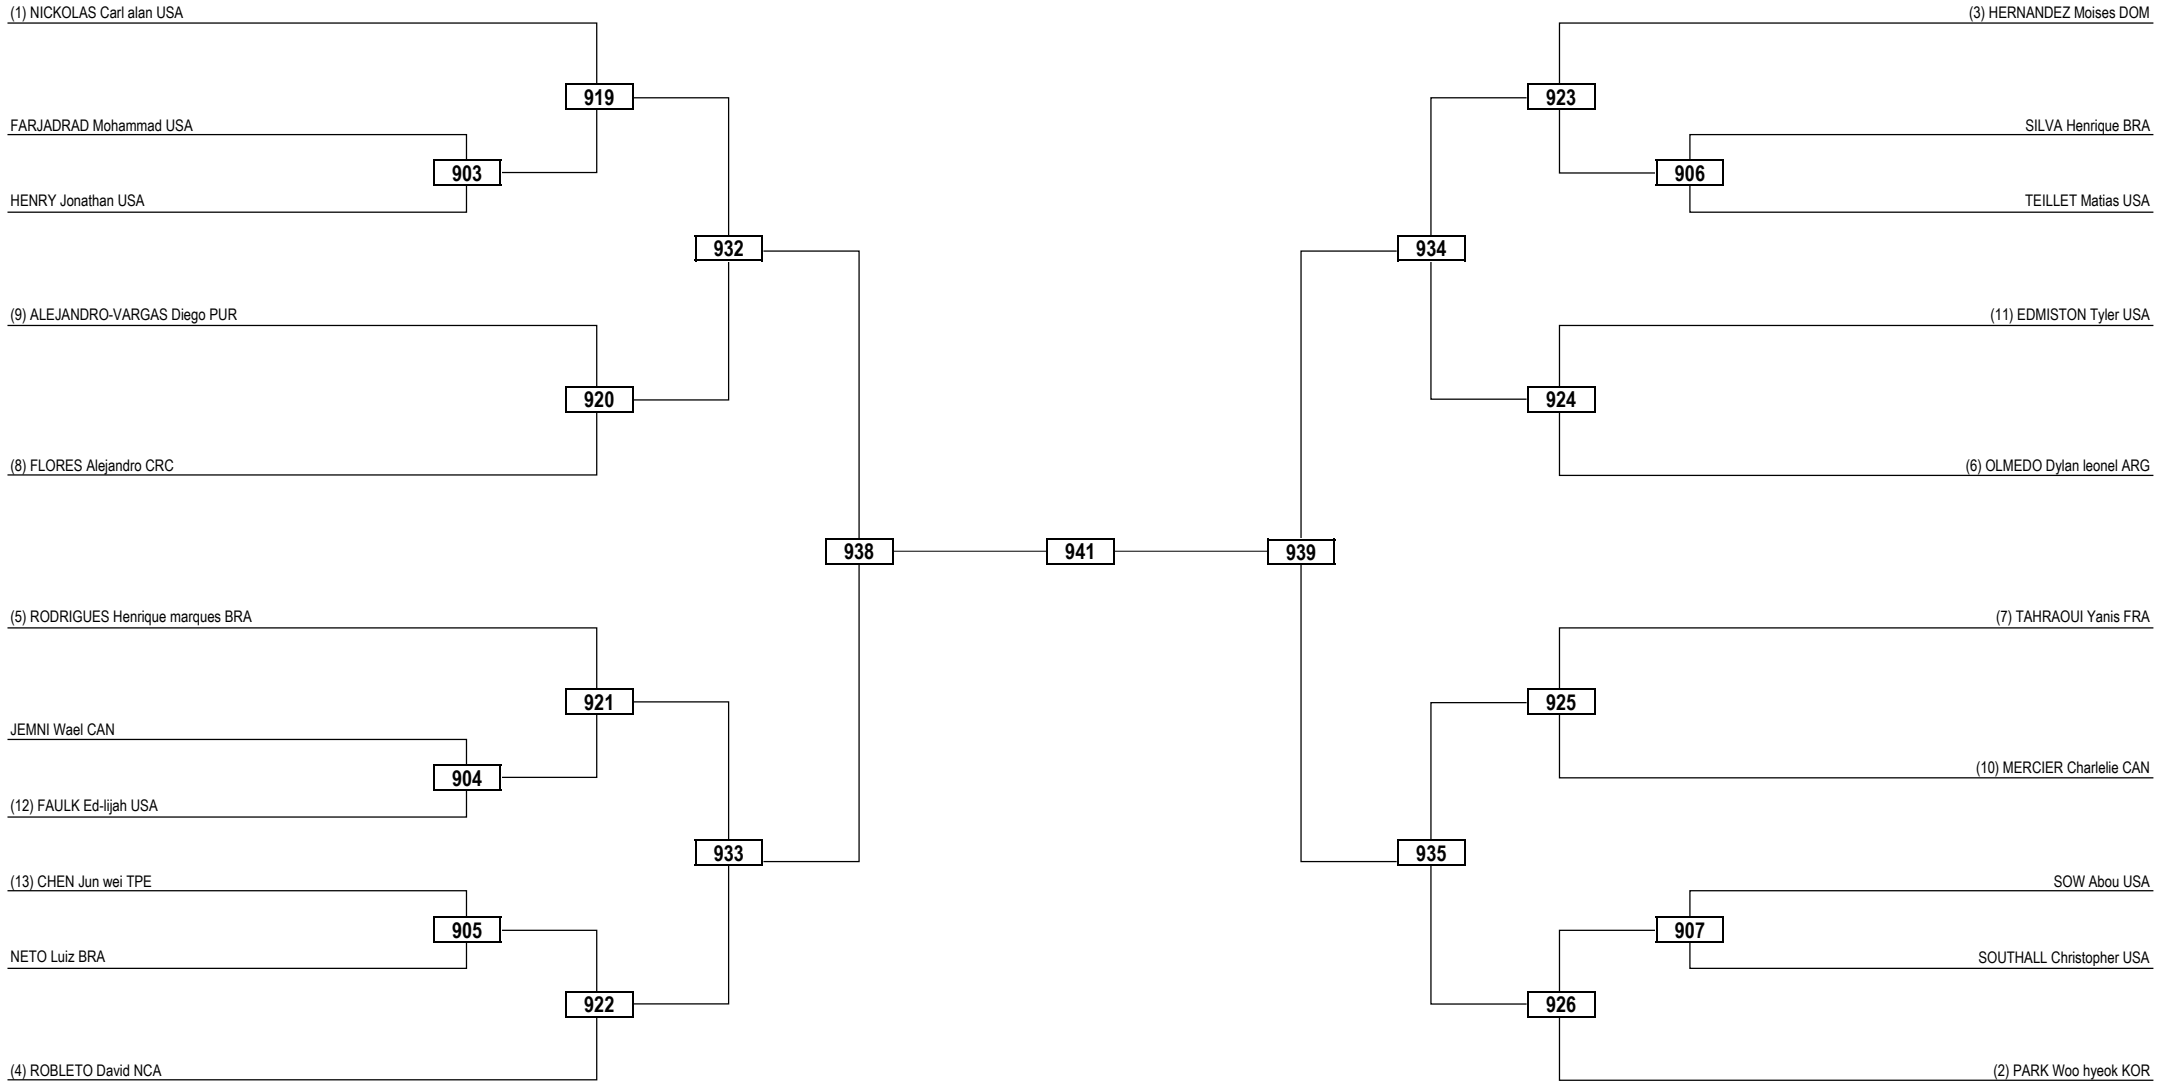 (1) NICKOLAS Carl alan USA
(3) HERNANDEZ Moises DOM
919
923
FARJADRAD Mohammad USA
SILVA Henrique BRA
903
906
HENRY Jonathan USA
TEILLET Matias USA
932
934
(9) ALEJANDRO-VARGAS Diego PUR
(11) EDMISTON Tyler USA
920
924
(8) FLORES Alejandro CRC
(6) OLMEDO Dylan leonel ARG
938
941
939
(5) RODRIGUES Henrique marques BRA
(7) TAHRAOUI Yanis FRA
921
925
JEMNI Wael CAN
904
(10) MERCIER Charlelie CAN
(12) FAULK Ed-lijah USA
933
935
(13) CHEN Jun wei TPE
SOW Abou USA
905
907
NETO Luiz BRA
SOUTHALL Christopher USA
922
926
(4) ROBLETO David NCA
(2) PARK Woo hyeok KOR